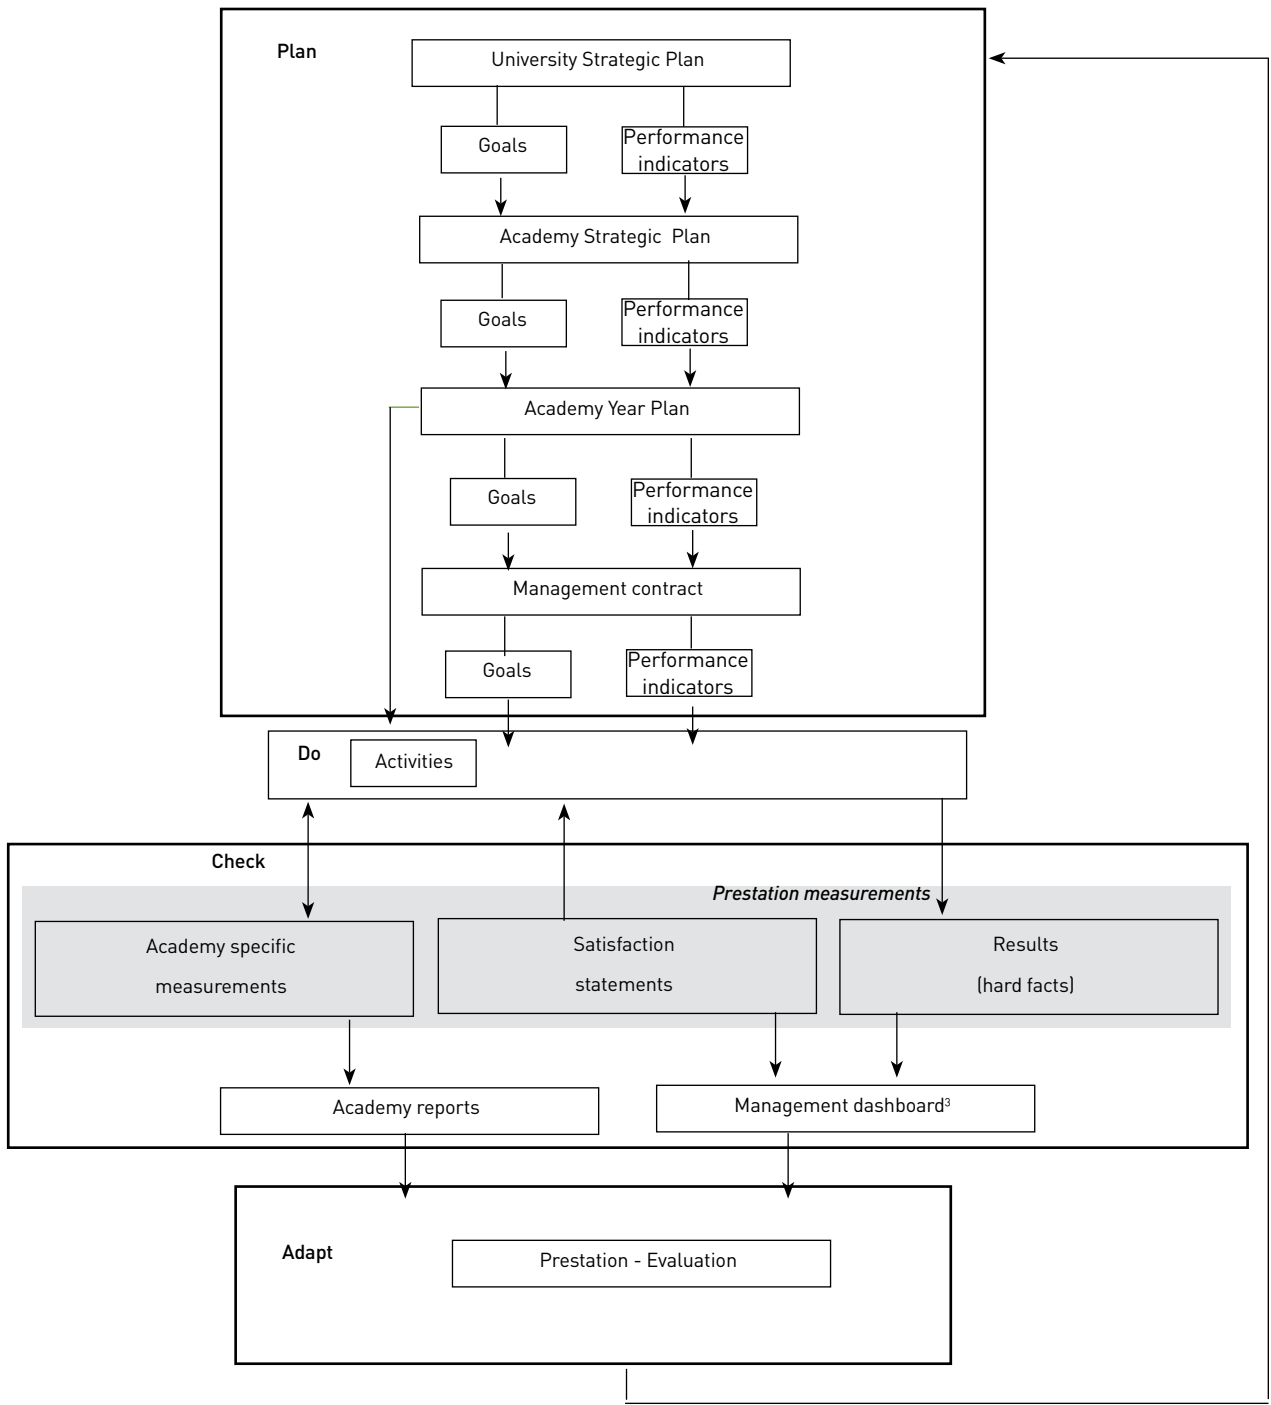 Plan
University Strategic Plan
Goals
Performance
indicators
Academy Strategic Plan
Goals
Performance
indicators
Academy Year Plan
Goals
Performance
indicators
Management contract
Goals
Performance
indicators
Do
Activities
Check
Prestation measurements
Academy specific
measurements
Satisfaction
statements
Results
(hard facts)
Academy reports
Management dashboard³
Adapt
Prestation - Evaluation